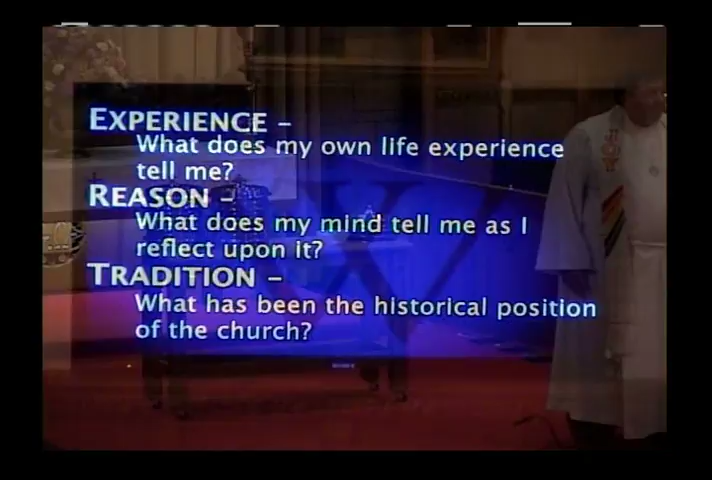 EXPERIENCE –
What does my own life experience
tell me?
REASON –
What does my mind tell me as I
reflect upon it?
TRADITION –
What has been the historical position
of the church?